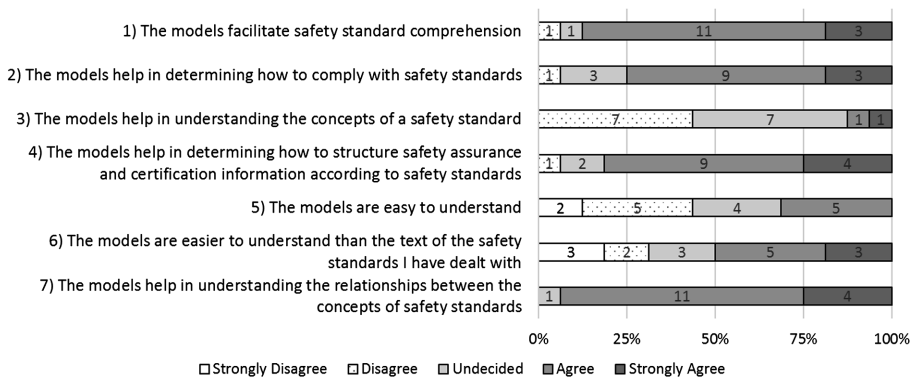 1) The models facilitate safety standard comprehension
1 1 11 3
2) The models help in determining how to comply with safety standards
1 3 9 3
3) The models help in understanding the concepts of a safety standard
7 7 1 1
4) The models help in determining how to structure safety assurance
and certification information according to safety standards
1 2 9 4
5) The models are easy to understand
2 5 4 5
6) The models are easier to understand than the text of the safety
standards I have dealt with
3 2 3 5 3
7) The models help in understanding the relationships between the
concepts of safety standards
1 11 4
0% 25% 50% 75% 100%
Strongly Disagree Disagree Undecided Agree Strongly Agree